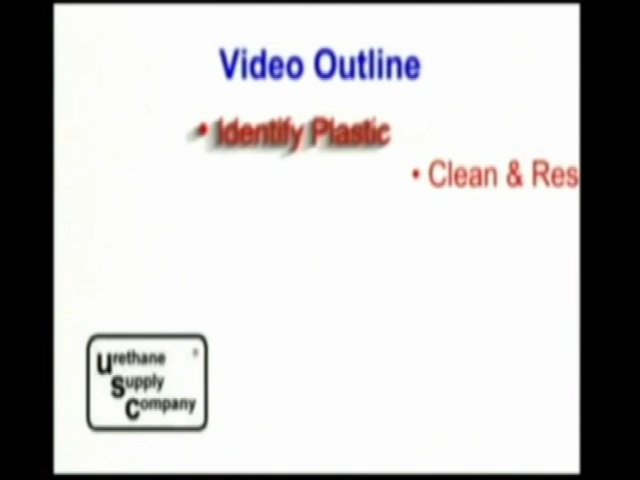 Video Outline
• Identify Plastic
• Clean & Res
urethane
supply
company